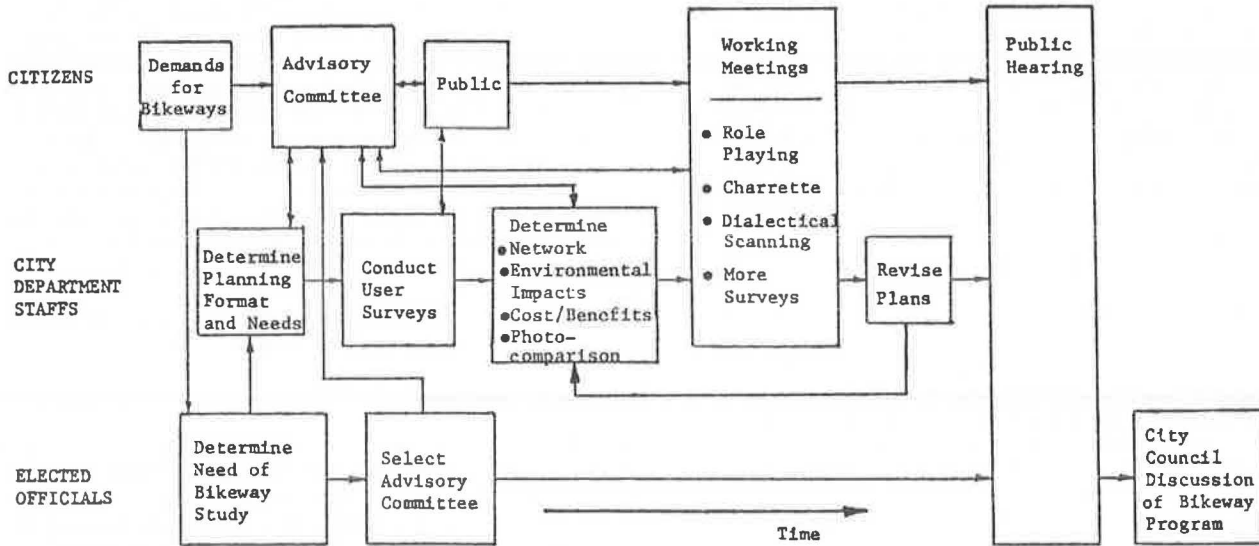 CITIZENS
Demands
for
Bikeways
Advisory
Committee
Public
Working
Meetings
● Role
Playing
● Charrette
● Dialectical
Scanning
● More
Surveys
Public
Hearing
CITY
DEPARTMENT
STAFFS
Determine
Planning
Format
and Needs
Conduct
User
Surveys
Determine
● Network
● Environmental
Impacts
● Cost/Benefits
● Photo-
comparison
Revise
Plans
ELECTED
OFFICIALS
Determine
Need of
Bikeway
Study
Select
Advisory
Committee
Time
City
Council
Discussion
of Bikeway
Program